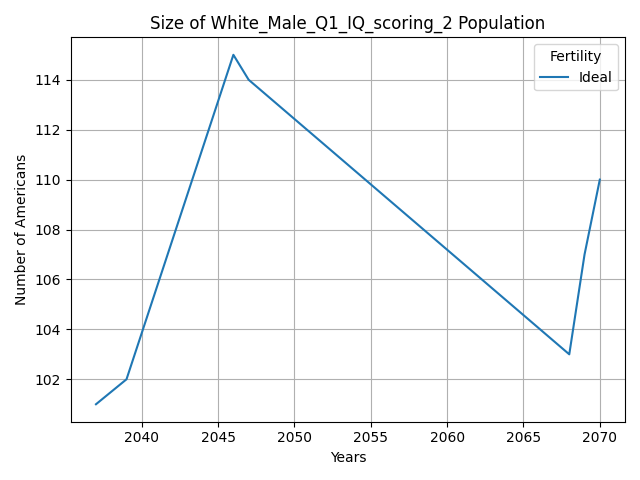 Size of White_Male_Q1_IQ_scoring_2 Population
Fertility
Ideal
Number of Americans
114
112
110
108
106
104
102
2040 2045 2050 2055 2060 2065 2070
Years